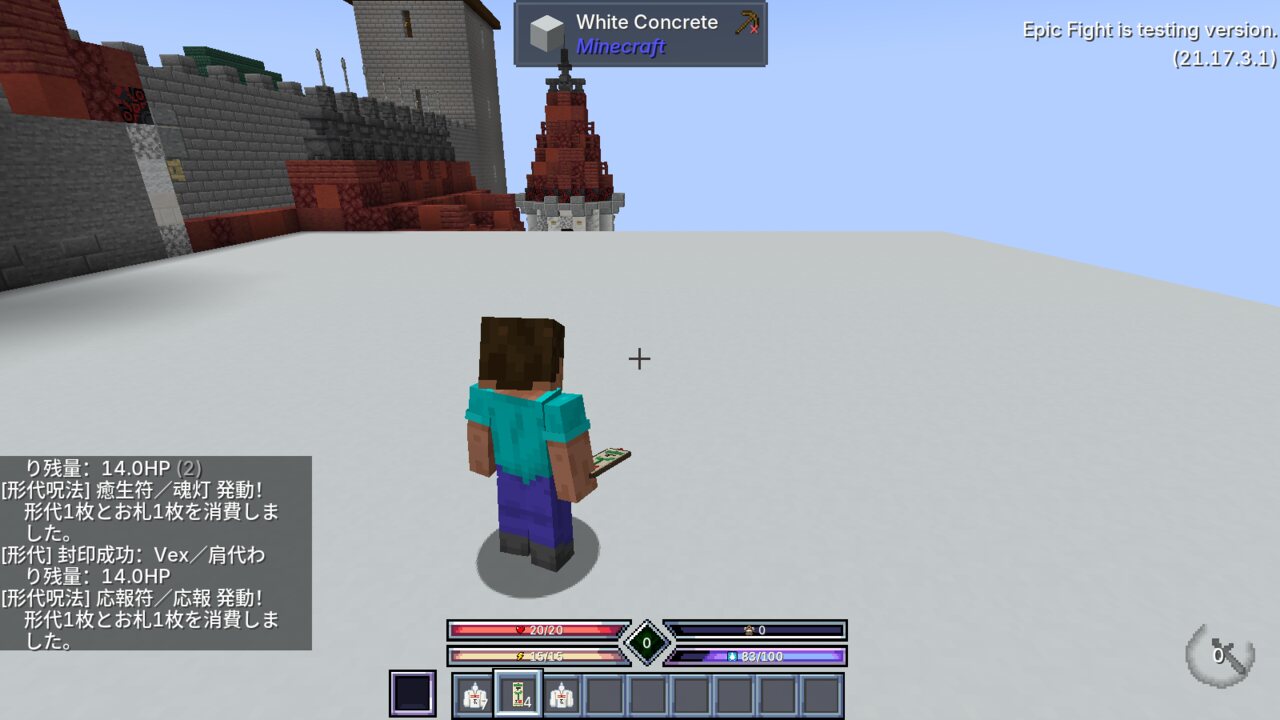 White Concrete
Minecraft
Epic Fight is testing version.
(21.17.3.1)
り残量: 14.0HP (2)
[形代呪法] 癒生符／魂灯 発動!
形代1枚とお札1枚を消費しま
した。
[形代] 封印成功: Vex／肩代わ
り残量: 14.0HP
[形代呪法] 応報符／応報 発動!
形代1枚とお札1枚を消費しま
した。
20/20
0
0
15/15
83/100
0
7
4